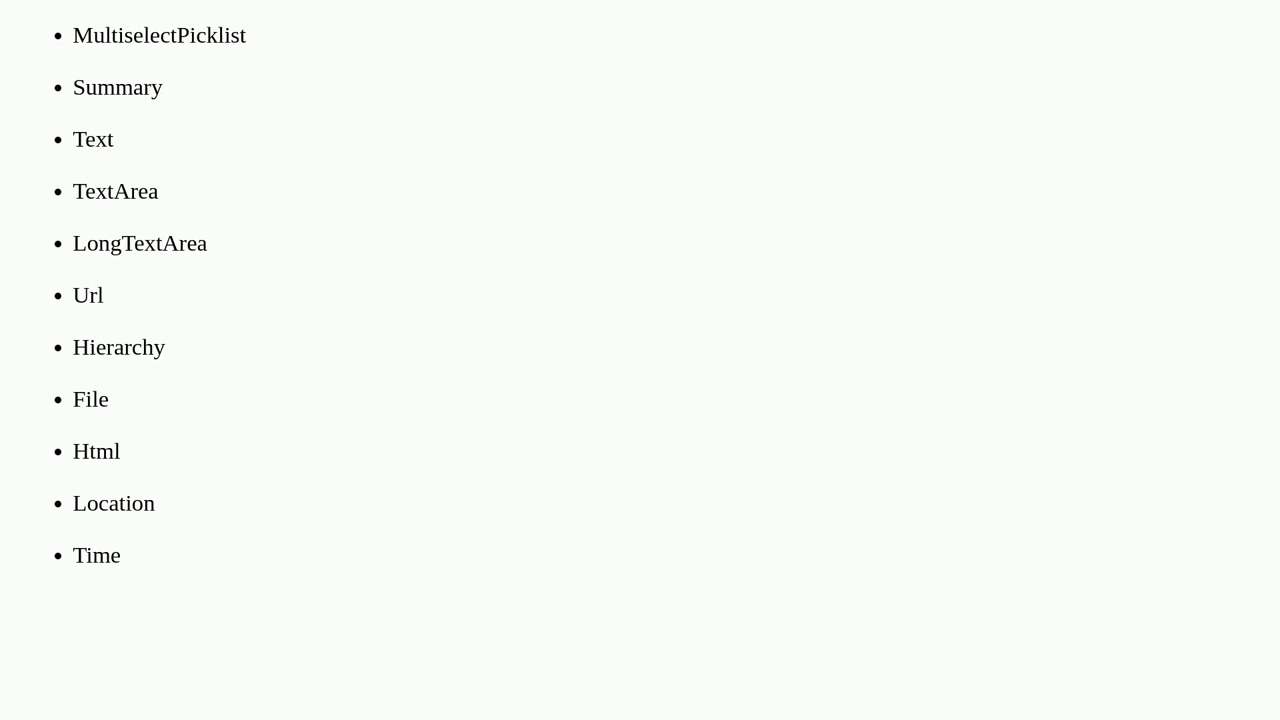 • MultiselectPicklist
• Summary
• Text
• TextArea
• LongTextArea
• Url
• Hierarchy
• File
• Html
• Location
• Time